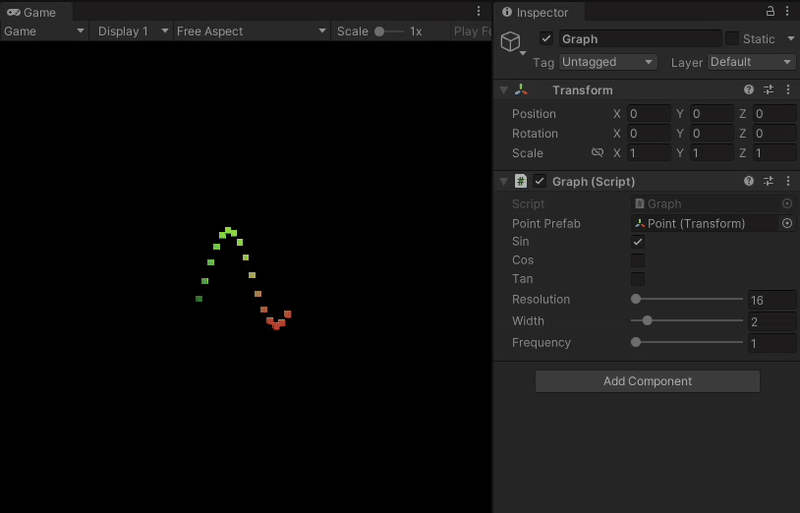 Game
Game Display 1 Free Aspect Scale 1x Play Fo
Inspector
Graph Static
Tag Untagged Layer Default
Transform
Position X 0 Y 0 Z 0
Rotation X 0 Y 0 Z 0
Scale X 1 Y 1 Z 1
# Graph (Script)
Script Graph
Point Prefab Point (Transform)
Sin
Cos
Tan
Resolution 16
Width 2
Frequency 1
Add Component